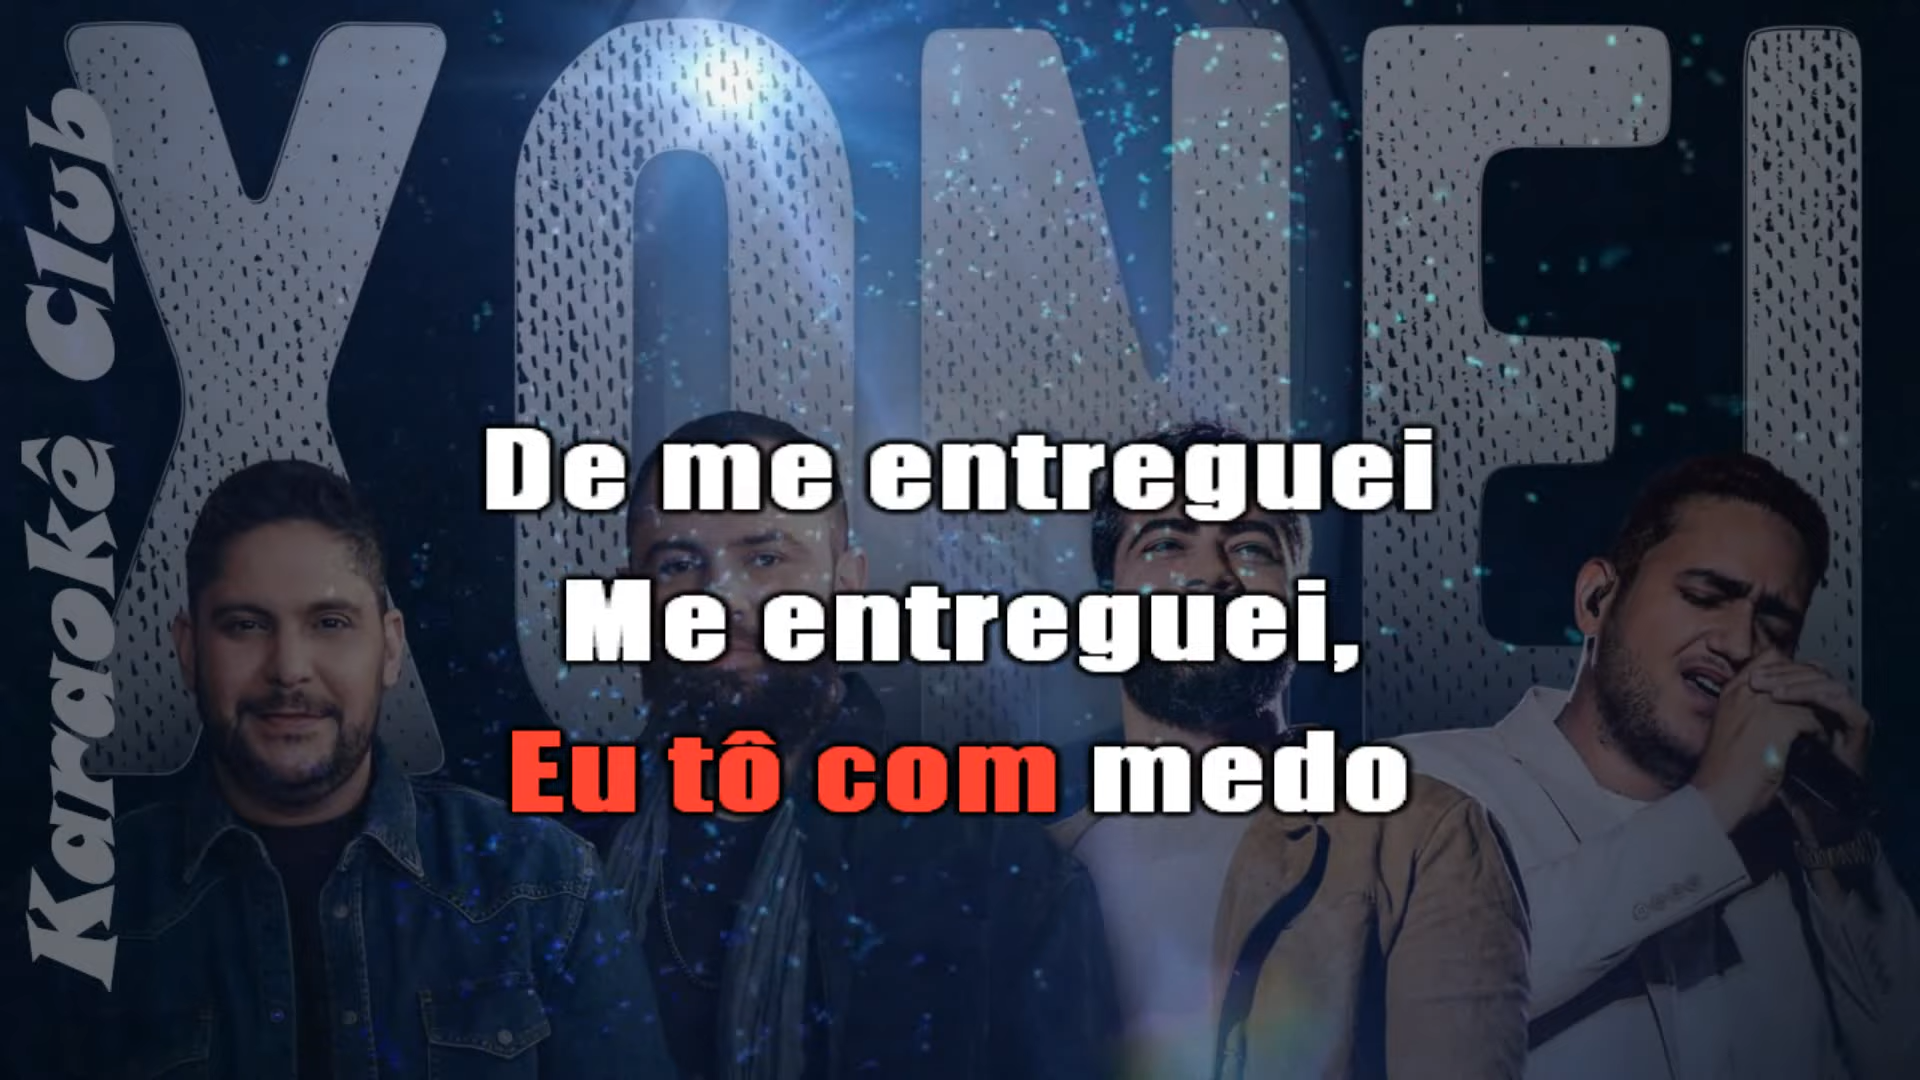 XONEI
Karaokê Club
De me entreguei
Me entreguei,
Eu tô com medo